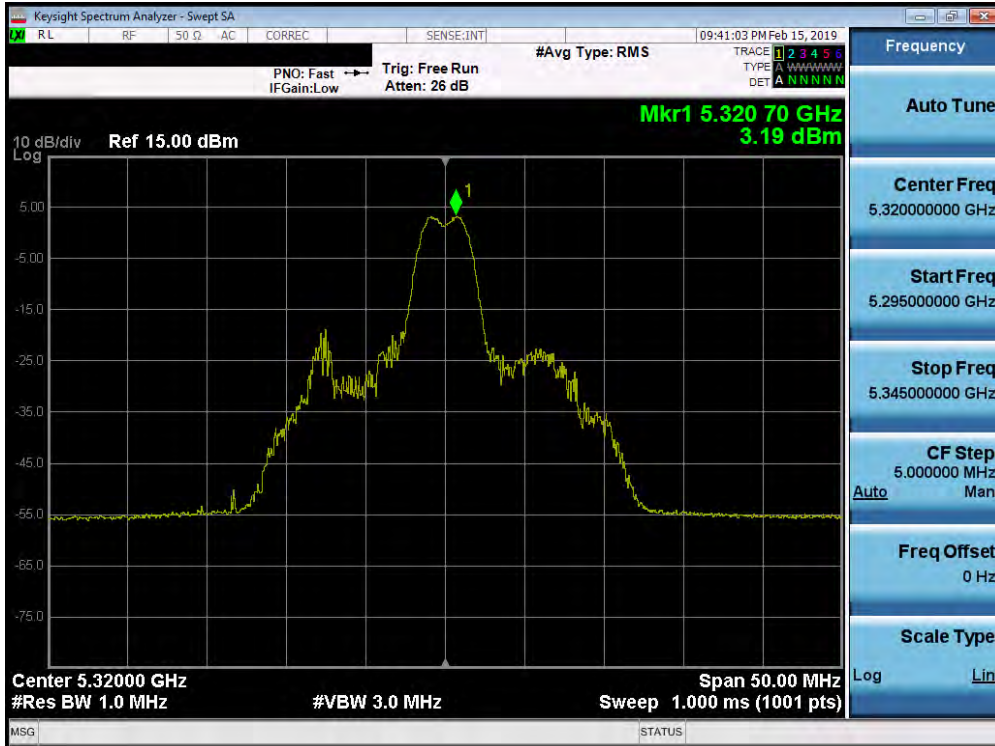 Keysight Spectrum Analyzer - Swept SA
LXI RL RF 50 Ω AC CORREC SENSE:INT 09:41:03 PM Feb 15, 2019
#Avg Type: RMS
TRACE 1 2 3 4 5 6
TYPE A WWWWW
DET A N N N N N
PNO: Fast
IFGain:Low
Trig: Free Run
Atten: 26 dB
Mkr1 5.320 70 GHz
3.19 dBm
10 dB/div Ref 15.00 dBm
Log
1
5.00
-5.00
-15.0
-25.0
-35.0
-45.0
-55.0
-65.0
-75.0
Center 5.32000 GHz Span 50.00 MHz
#Res BW 1.0 MHz #VBW 3.0 MHz Sweep 1.000 ms (1001 pts)
MSG STATUS
Frequency
Auto Tune
Center Freq
5.320000000 GHz
Start Freq
5.295000000 GHz
Stop Freq
5.345000000 GHz
CF Step
5.000000 MHz
Auto Man
Freq Offset
0 Hz
Scale Type
Log Lin